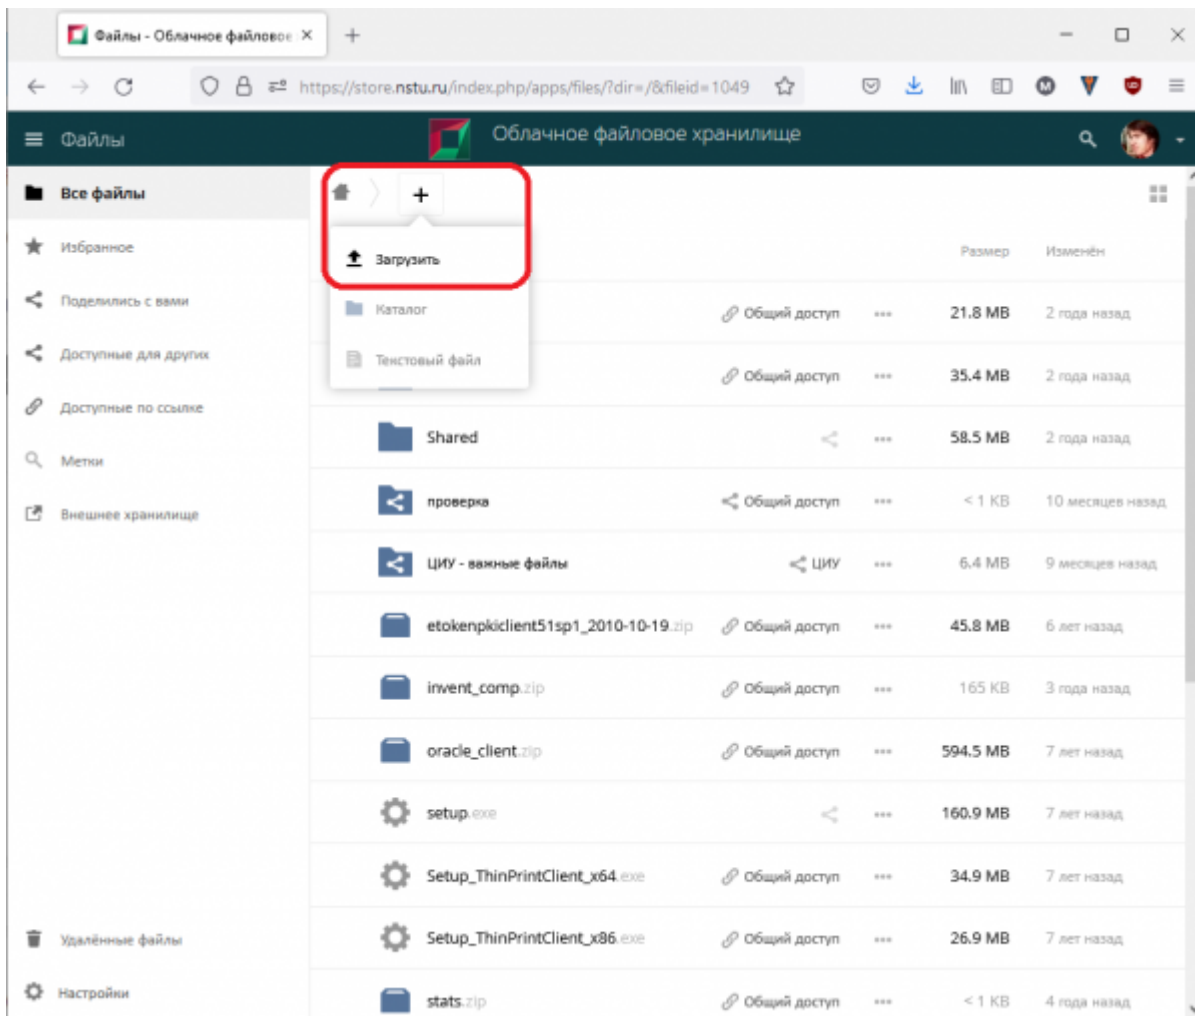 Файлы - Облачное файловое
https://store.nstu.ru/index.php/apps/files/?dir=/&fileid=1049
Файлы
Облачное файловое хранилище
Все файлы
Избранное
Поделились с вами
Доступные для других
Доступные по ссылке
Метки
Внешнее хранилище
Удалённые файлы
Настройки
+
Загрузить
Каталог
Текстовый файл
Размер Изменён
Общий доступ ... 21.8 MB 2 года назад
Общий доступ ... 35.4 MB 2 года назад
Shared ... 58.5 MB 2 года назад
проверка Общий доступ ... < 1 KB 10 месяцев назад
ЦИУ - важные файлы ЦИУ ... 6.4 MB 9 месяцев назад
etokenpkiclient51sp1_2010-10-19.zip Общий доступ ... 45.8 MB 6 лет назад
invent_comp.zip Общий доступ ... 165 KB 3 года назад
oracle_client.zip Общий доступ ... 594.5 MB 7 лет назад
setup.exe ... 160.9 MB 7 лет назад
Setup_ThinPrintClient_x64.exe Общий доступ ... 34.9 MB 7 лет назад
Setup_ThinPrintClient_x86.exe Общий доступ ... 26.9 MB 7 лет назад
stats.zip Общий доступ ... < 1 KB 4 года назад